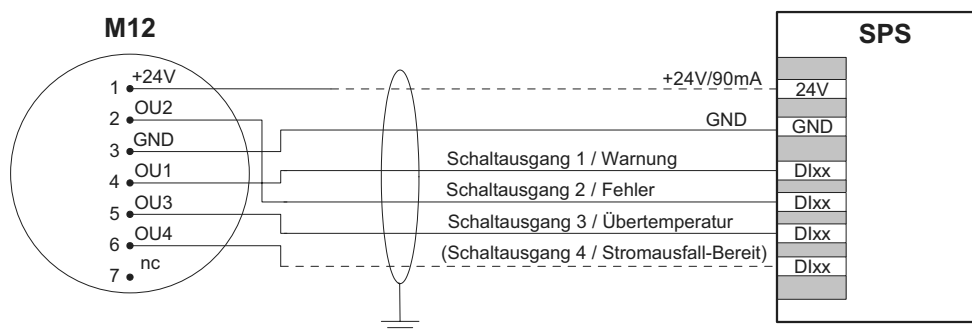 M12
SPS
1 +24V
2 OU2
3 GND
4 OU1
5 OU3
6 OU4
7 nc
+24V/90mA
GND
Schaltausgang 1 / Warnung
Schaltausgang 2 / Fehler
Schaltausgang 3 / Übertemperatur
(Schaltausgang 4 / Stromausfall-Bereit)
24V
GND
DIxx
DIxx
DIxx
DIxx